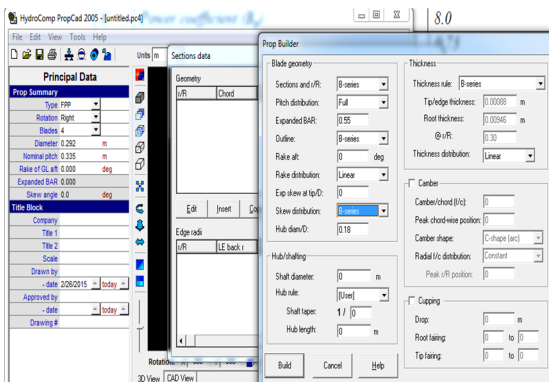 HydroComp PropCad 2005 - [untitled.pc4]
Power coefficient
8.0
File Edit View Tools Help
Units m
Principal Data
Prop Summary
Type FPP
Rotation Right
Blades 4
Diameter 0.292 m
Nominal pitch 0.335 m
Rake of GL aft 0.000 deg
Expanded BAR 0.000
Skew angle 0.0 deg
Title Block
Company
Title 1
Title 2
Scale
Drawn by
- date 2/26/2015 today
Approved by
- date today
Drawing #
Rotation
3D View CAD View
Sections data
Geometry
r/R Chord
Edit Insert
Edge radii
r/R LE back r
Prop Builder
Blade geometry
Sections and r/R: B-series
Pitch distribution: Full
Expanded BAR: 0.55
Outline: B-series
Rake aft: 0 deg
Rake distribution: Linear
Exp skew at tip/D: 0
Skew distribution: B-series
Hub diam/D: 0.18
Hub/shafting
Shaft diameter: 0 m
Hub rule: [User]
Shaft taper: 1 / 0
Hub length: 0 m
Build Cancel Help
Thickness
Thickness rule: B-series
Tip/edge thickness: 0.00088 m
Root thickness: 0.00946 m
@ r/R: 0.30
Thickness distribution: Linear
Camber
Camber/chord (f/c): 0
Peak chord-wise position: 0
Camber shape: C-shape (arc)
Radial f/c distribution: Constant
Peak r/R position: 0
Cupping
Drop: 0 m
Root fairing: 0 to 0
Tip fairing: 0 to 0